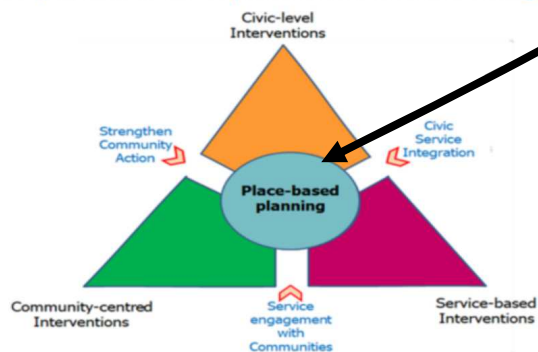 Civic-level
Interventions
Strengthen
Community
Action
Civic
Service
Integration
Place-based
planning
Community-centred
Interventions
Service
engagement
with
Communities
Service-based
Interventions